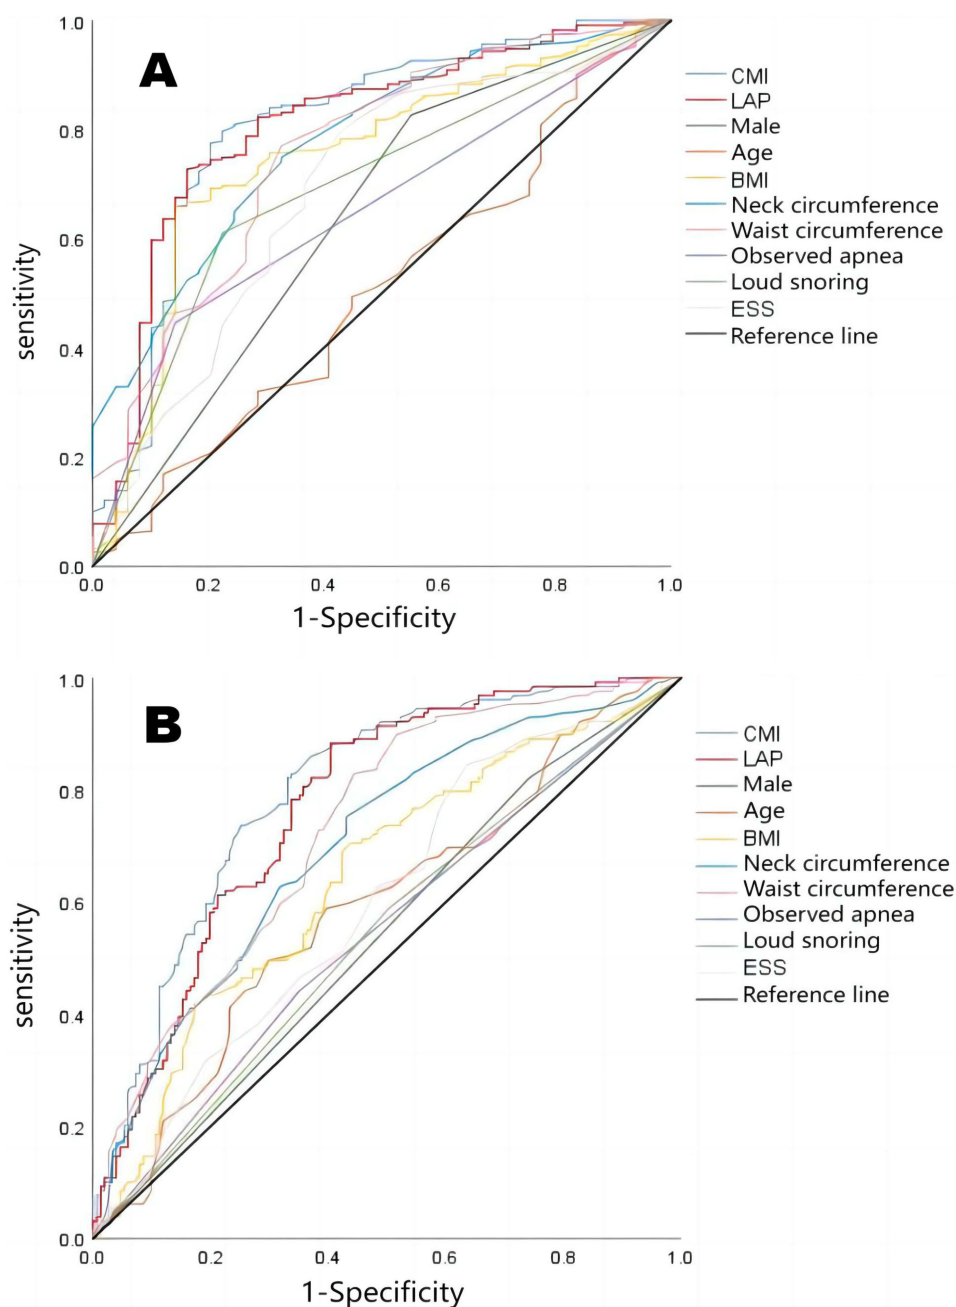 A
1.0
0.8
0.6
0.4
0.2
0.0
sensitivity
0.0 0.2 0.4 0.6 0.8 1.0
1-Specificity
CMI
LAP
Male
Age
BMI
Neck circumference
Waist circumference
Observed apnea
Loud snoring
ESS
Reference line
B
1.0
0.8
0.6
0.4
0.2
0.0
sensitivity
0.0 0.2 0.4 0.6 0.8 1.0
1-Specificity
CMI
LAP
Male
Age
BMI
Neck circumference
Waist circumference
Observed apnea
Loud snoring
ESS
Reference line